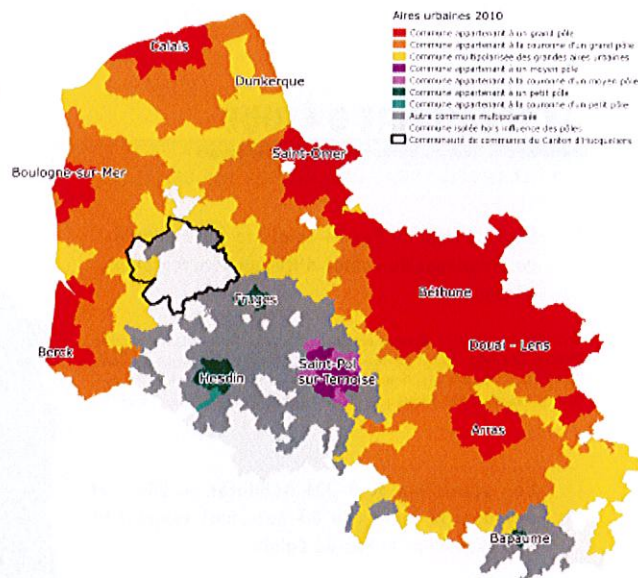 Aires urbaines 2010
Commune appartenant à un grand pôle
Commune appartenant à la couronne d'un grand pôle
Commune multipolarisée des grandes aires urbaines
Commune appartenant à un moyen pôle
Commune appartenant à la couronne d'un moyen pôle
Commune appartenant à un petit pôle
Commune appartenant à la couronne d'un petit pôle
Autre commune multipolarisée
Commune isolée hors influence des pôles
Communauté de communes du Canton d'Hucqueliers
Calais
Dunkerque
Saint-Omer
Boulogne-sur-Mer
Béthune
Fruges
Douai - Lens
Berck
Hesdin
Saint-Pol
sur-Ternoise
Arras
Bapaume